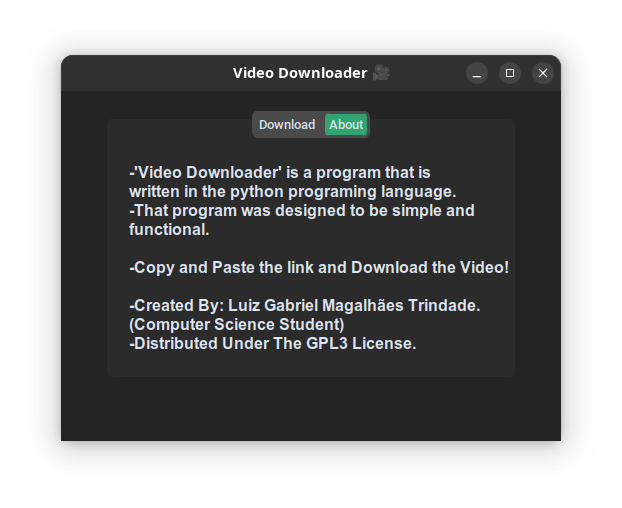 Video Downloader 🎥
Download About
-'Video Downloader' is a program that is
written in the python programing language.
-That program was designed to be simple and
functional.
-Copy and Paste the link and Download the Video!
-Created By: Luiz Gabriel Magalhães Trindade.
(Computer Science Student)
-Distributed Under The GPL3 License.